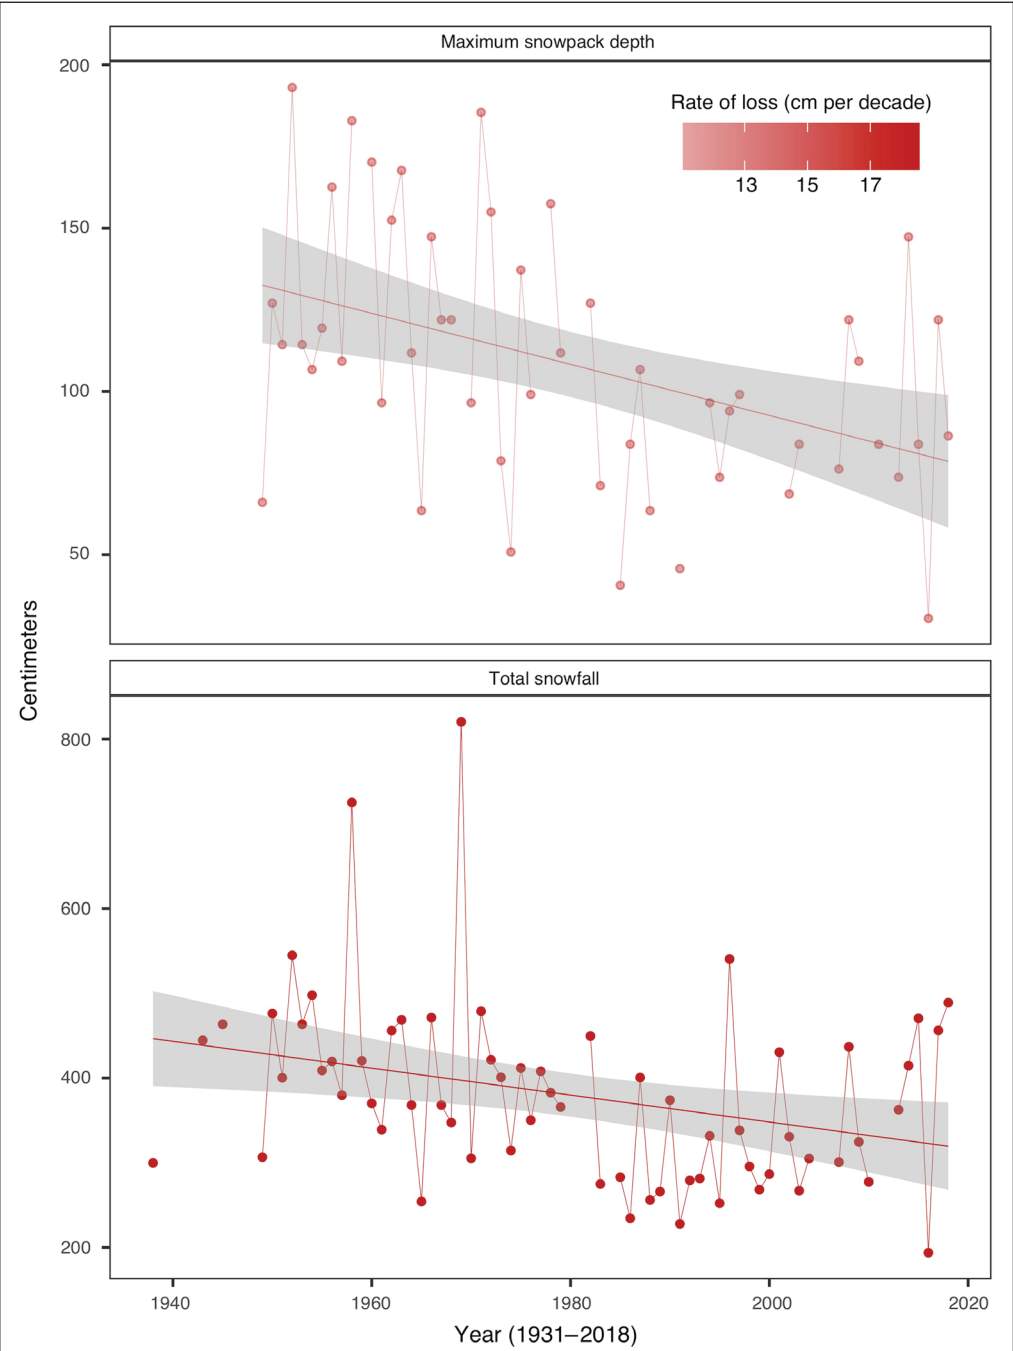 Maximum snowpack depth
200
150
100
50
Rate of loss (cm per decade)
13 15 17
Centimeters
Total snowfall
800
600
400
200
1940 1960 1980 2000 2020
Year (1931–2018)